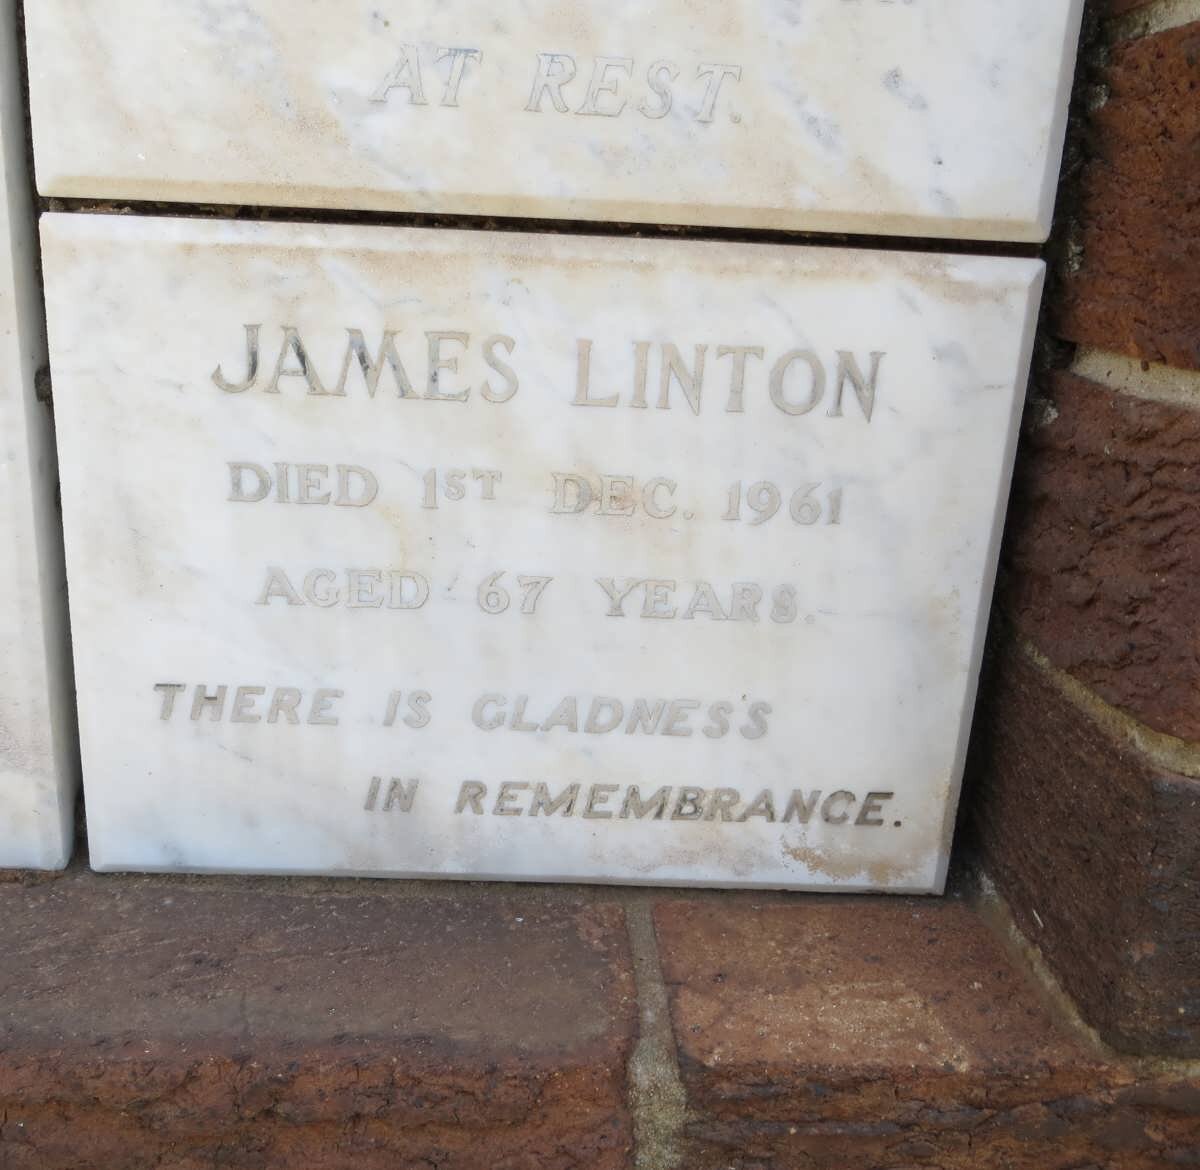 AT REST.
JAMES LINTON
DIED 1ST DEC. 1961
AGED 67 YEARS.
THERE IS GLADNESS
IN REMEMBRANCE.